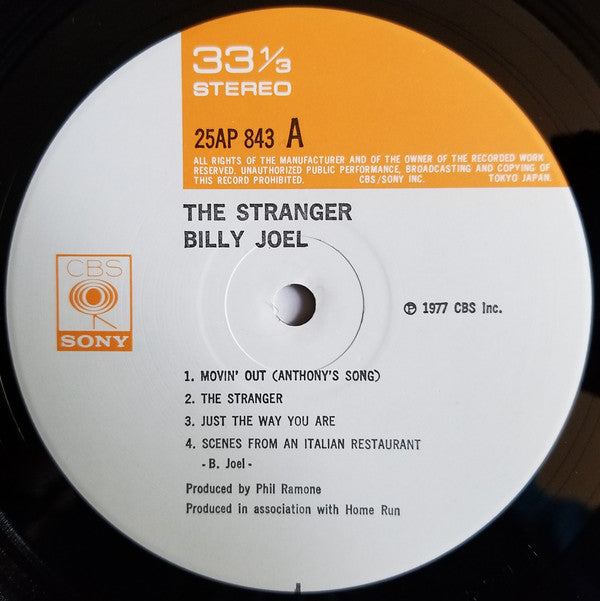 33 1/3
STEREO
25AP 843 A
ALL RIGHTS OF THE MANUFACTURER AND OF THE OWNER OF THE RECORDED WORK
RESERVED. UNAUTHORIZED PUBLIC PERFORMANCE, BROADCASTING AND COPYING OF
THIS RECORD PROHIBITED. CBS/SONY INC. TOKYO JAPAN.
THE STRANGER
BILLY JOEL
CBS
SONY
℗ 1977 CBS Inc.
1. MOVIN' OUT (ANTHONY'S SONG)
2. THE STRANGER
3. JUST THE WAY YOU ARE
4. SCENES FROM AN ITALIAN RESTAURANT
- B. Joel -
Produced by Phil Ramone
Produced in association with Home Run